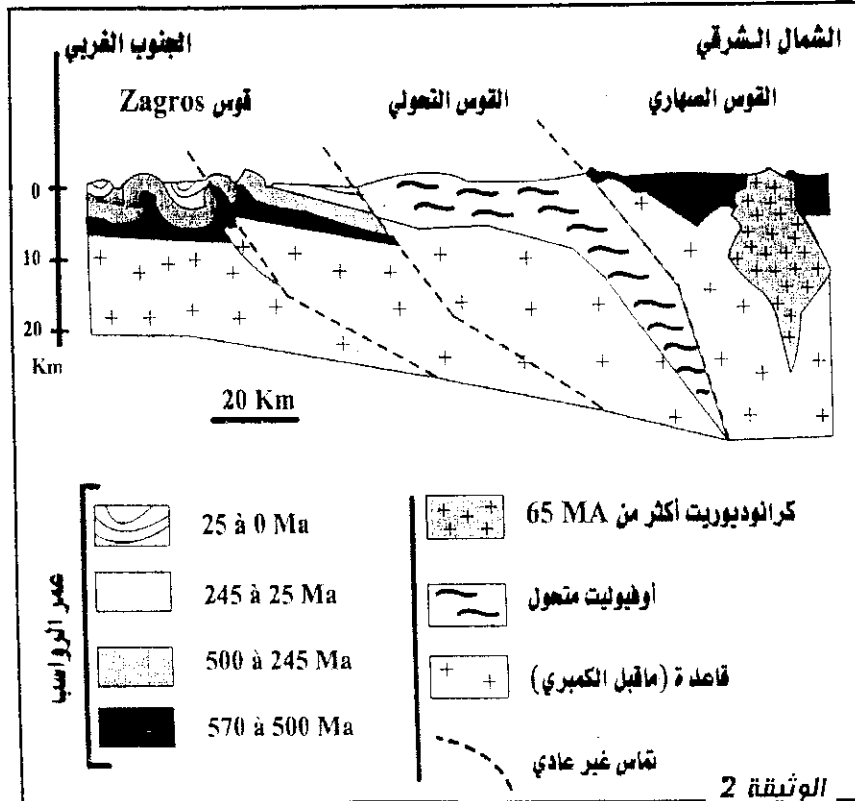 الجنوب الغربي
الشمال الشرقي
قوس Zagros
القوس التحولي
القوس الصهاري
0
10
20
Km
20 Km
عمر الرواسب
25 à 0 Ma
245 à 25 Ma
500 à 245 Ma
570 à 500 Ma
كرانوديوريت أكثر من 65 MA
أوفيوليت متحول
قاعدة (ماقبل الكمبري)
تماس غير عادي
الوثيقة 2